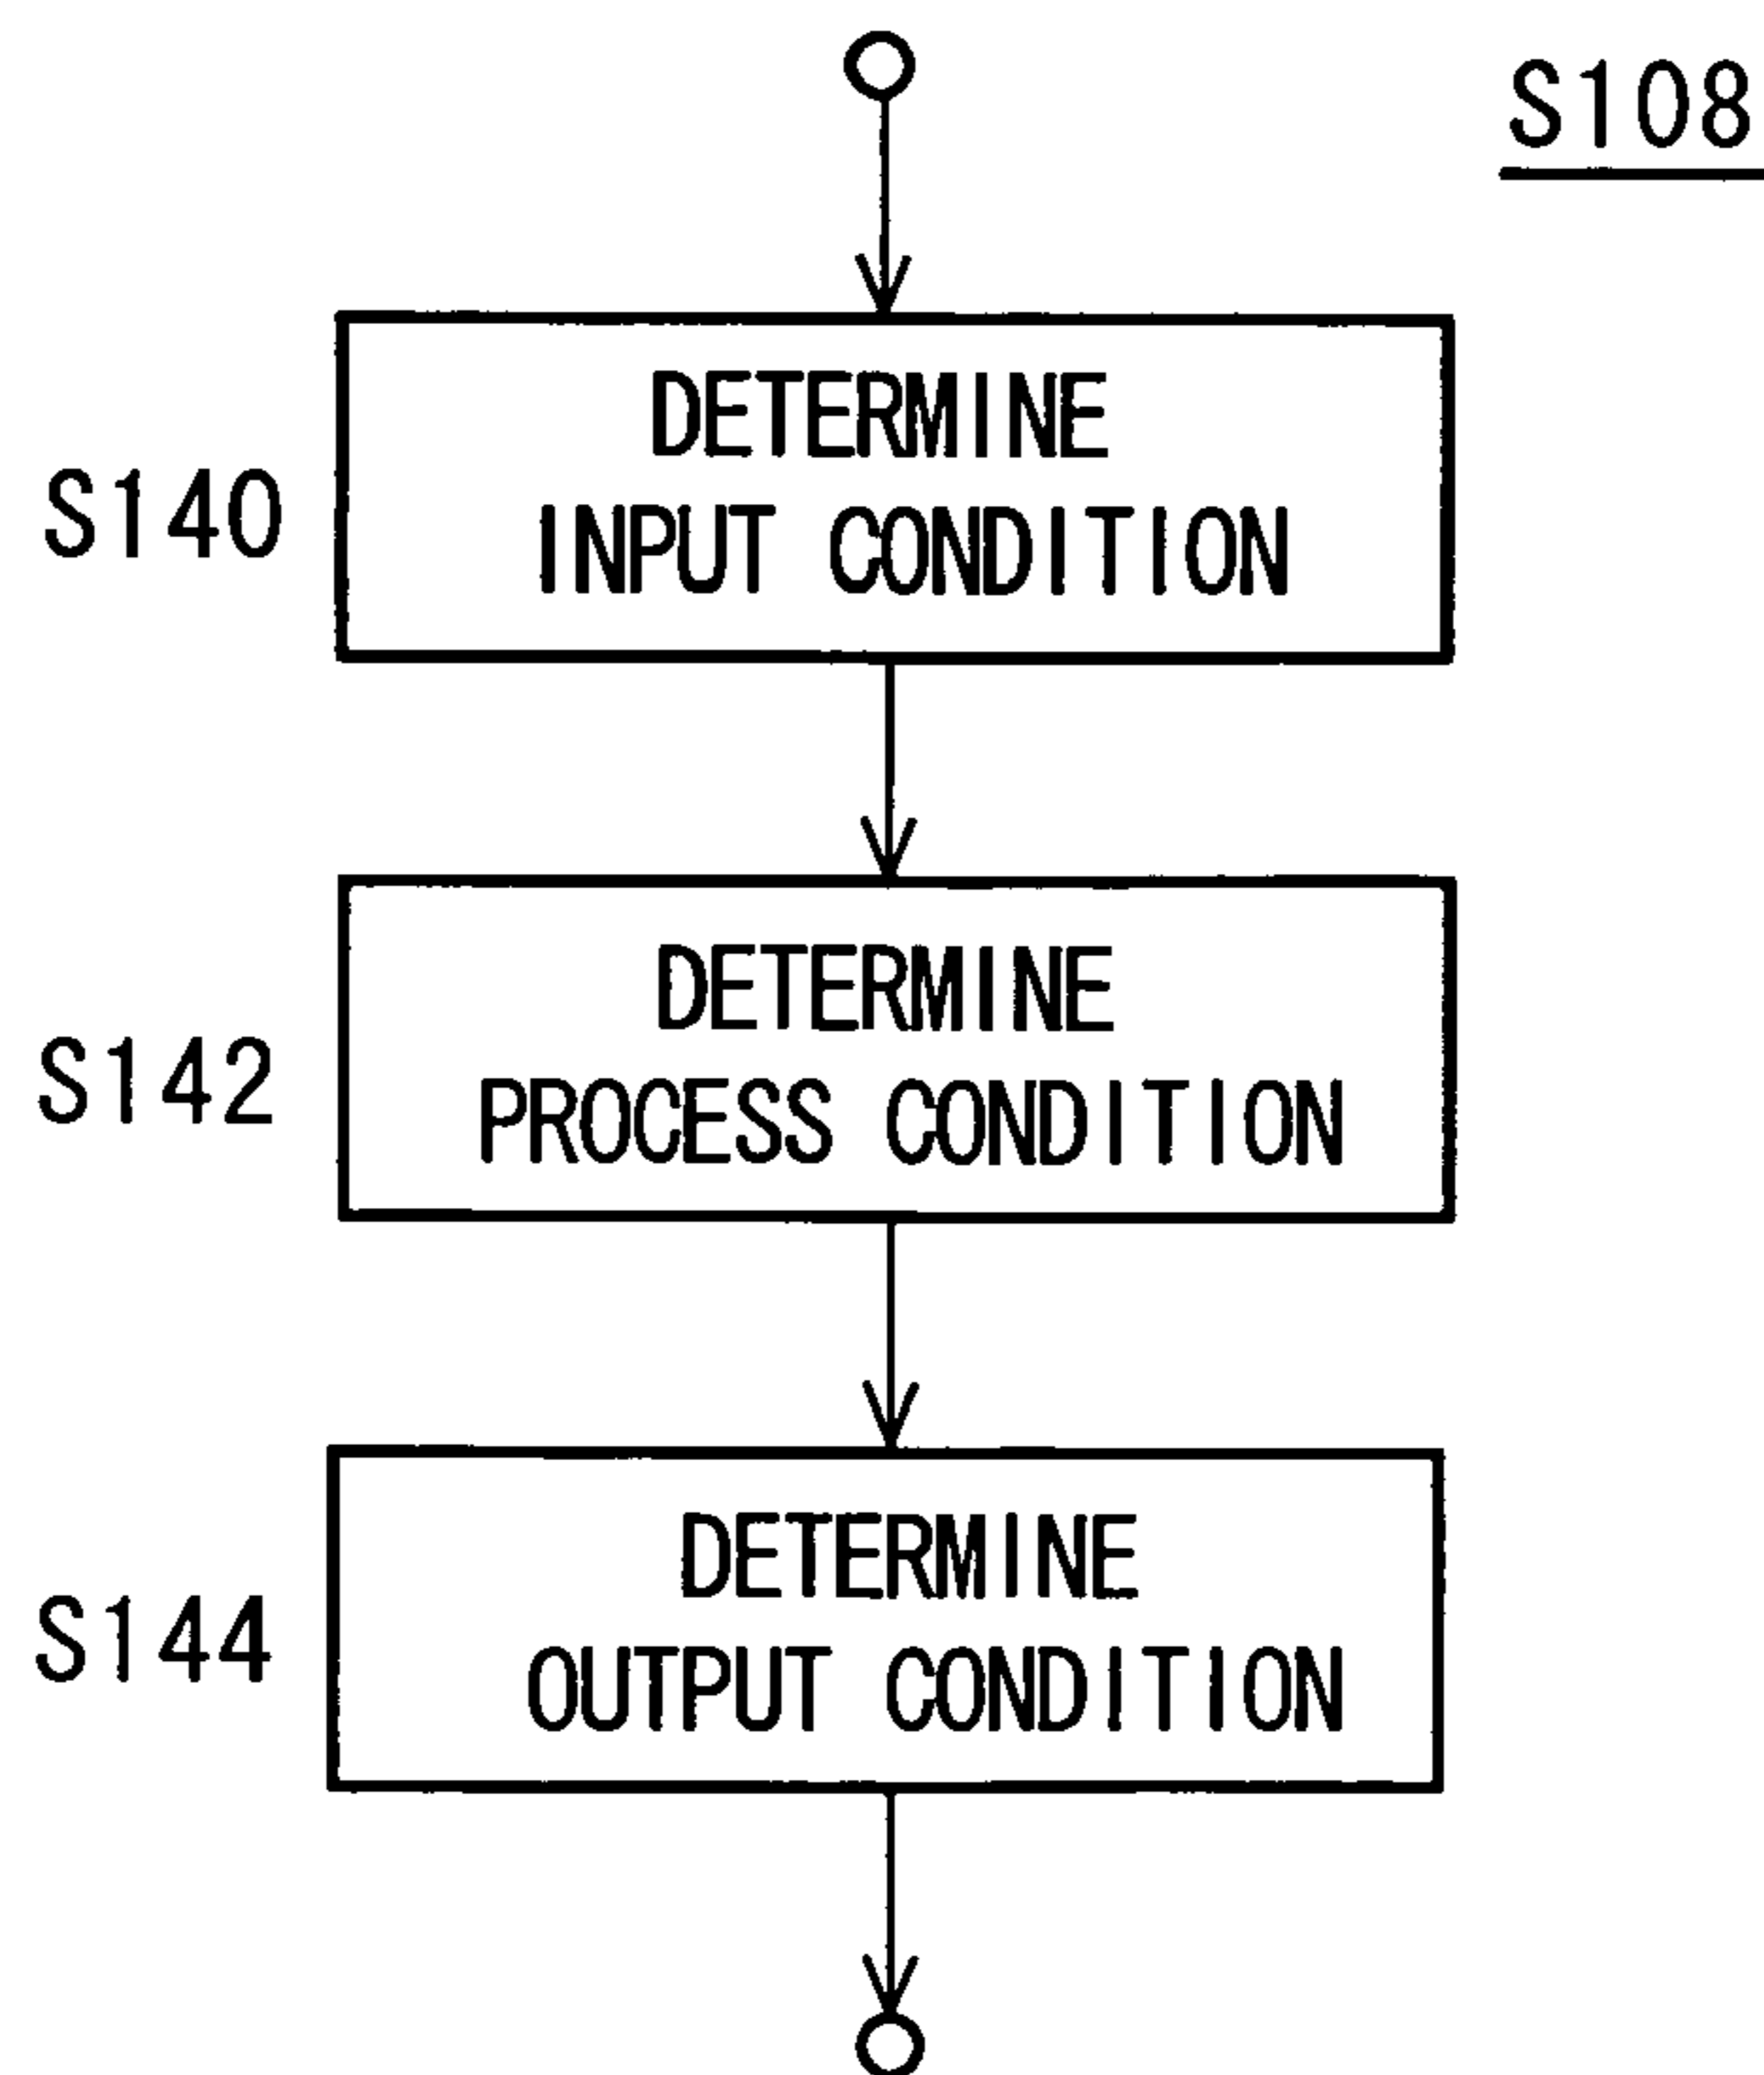 S108
DETERMINE
INPUT CONDITION
S140
DETERMINE
PROCESS CONDITION
S142
DETERMINE
OUTPUT CONDITION
S144